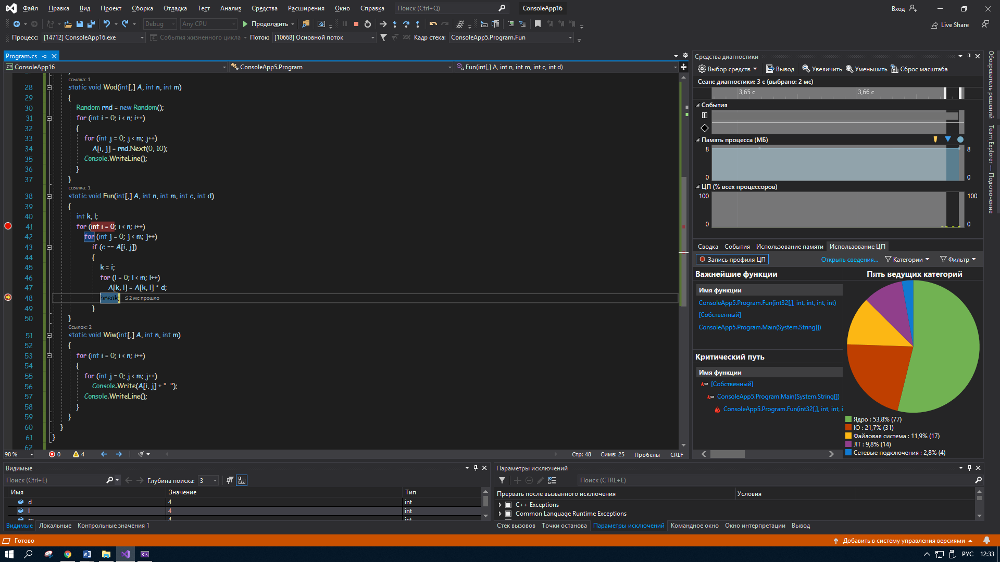 Файл Правка Вид Проект Сборка Отладка Тест Анализ Средства Расширения Окно Справка Поиск (Ctrl+Q) ConsoleApp16 Вход
Debug Any CPU Продолжить Live Share
Процесс: [14712] ConsoleApp16.exe События жизненного цикла Поток: [10668] Основной поток Кадр стека: ConsoleApp5.Program.Fun
Program.cs
ConsoleApp16 ConsoleApp5.Program Fun(int[,] A, int n, int m, int c, int d)
ссылка: 1
28 static void Wod(int[,] A, int n, int m)
29 {
30 Random rnd = new Random();
31 for (int i = 0; i < n; i++)
32 {
33 for (int j = 0; j < m; j++)
34 A[i, j] = rnd.Next(0, 10);
35 Console.WriteLine();
36 }
37 }
ссылка: 1
38 static void Fun(int[,] A, int n, int m, int c, int d)
39 {
40 int k, l;
41 for (int i = 0; i < n; i++)
42 for (int j = 0; j < m; j++)
43 if (c == A[i, j])
44 {
45 k = i;
46 for (l = 0; l < m; l++)
47 A[k, l] = A[k, l] * d;
48 break; ≤ 2 мс прошло
49 }
50 }
Ссылок: 2
51 static void Wiw(int[,] A, int n, int m)
52 {
53 for (int i = 0; i < n; i++)
54 {
55 for (int j = 0; j < m; j++)
56 Console.Write(A[i, j] + "  ");
57 Console.WriteLine();
58 }
59 }
60 }
61 }
62
98 % 0 4 Стр: 48 Симв: 25 Пробелы CRLF
Средства диагностики
Выбор средств Вывод Увеличить Уменьшить Сброс масштаба
Сеанс диагностики: 3 с (выбрано: 2 мс)
3,65 с 3,66 с
События
Память процесса (МБ)
8 8
0 0
ЦП (% всех процессоров)
100 100
0 0
Сводка События Использование памяти Использование ЦП
Запись профиля ЦП Открыть сведения... Категории Фильтр
Важнейшие функции
Имя функции
ConsoleApp5.Program.Fun(int32[,], int, int, int, int)
[Собственный]
ConsoleApp5.Program.Main(System.String[])
Критический путь
Имя функции
[Собственный]
ConsoleApp5.Program.Main(System.String[])
ConsoleApp5.Program.Fun(int32[,], int, int, i
Пять ведущих категорий
Ядро : 53,8% (77)
IO : 21,7% (31)
Файловая система : 11,9% (17)
JIT : 9,8% (14)
Сетевые подключения : 2,8% (4)
Обозреватель решений
Team Explorer — Подключение
Видимые
Поиск (Ctrl+E) Глубина поиска: 3
Имя Значение Тип
d 4 int
l 4 int
m 4 int
Видимые Локальные Контрольные значения 1
Параметры исключений
Поиск (CTRL+E)
Прервать после вызванного исключения Условия
C++ Exceptions
Common Language Runtime Exceptions
Стек вызовов Точки останова Параметры исключений Командное окно Окно интерпретации Вывод
Готово Добавить в систему управления версиями
РУС 12:33